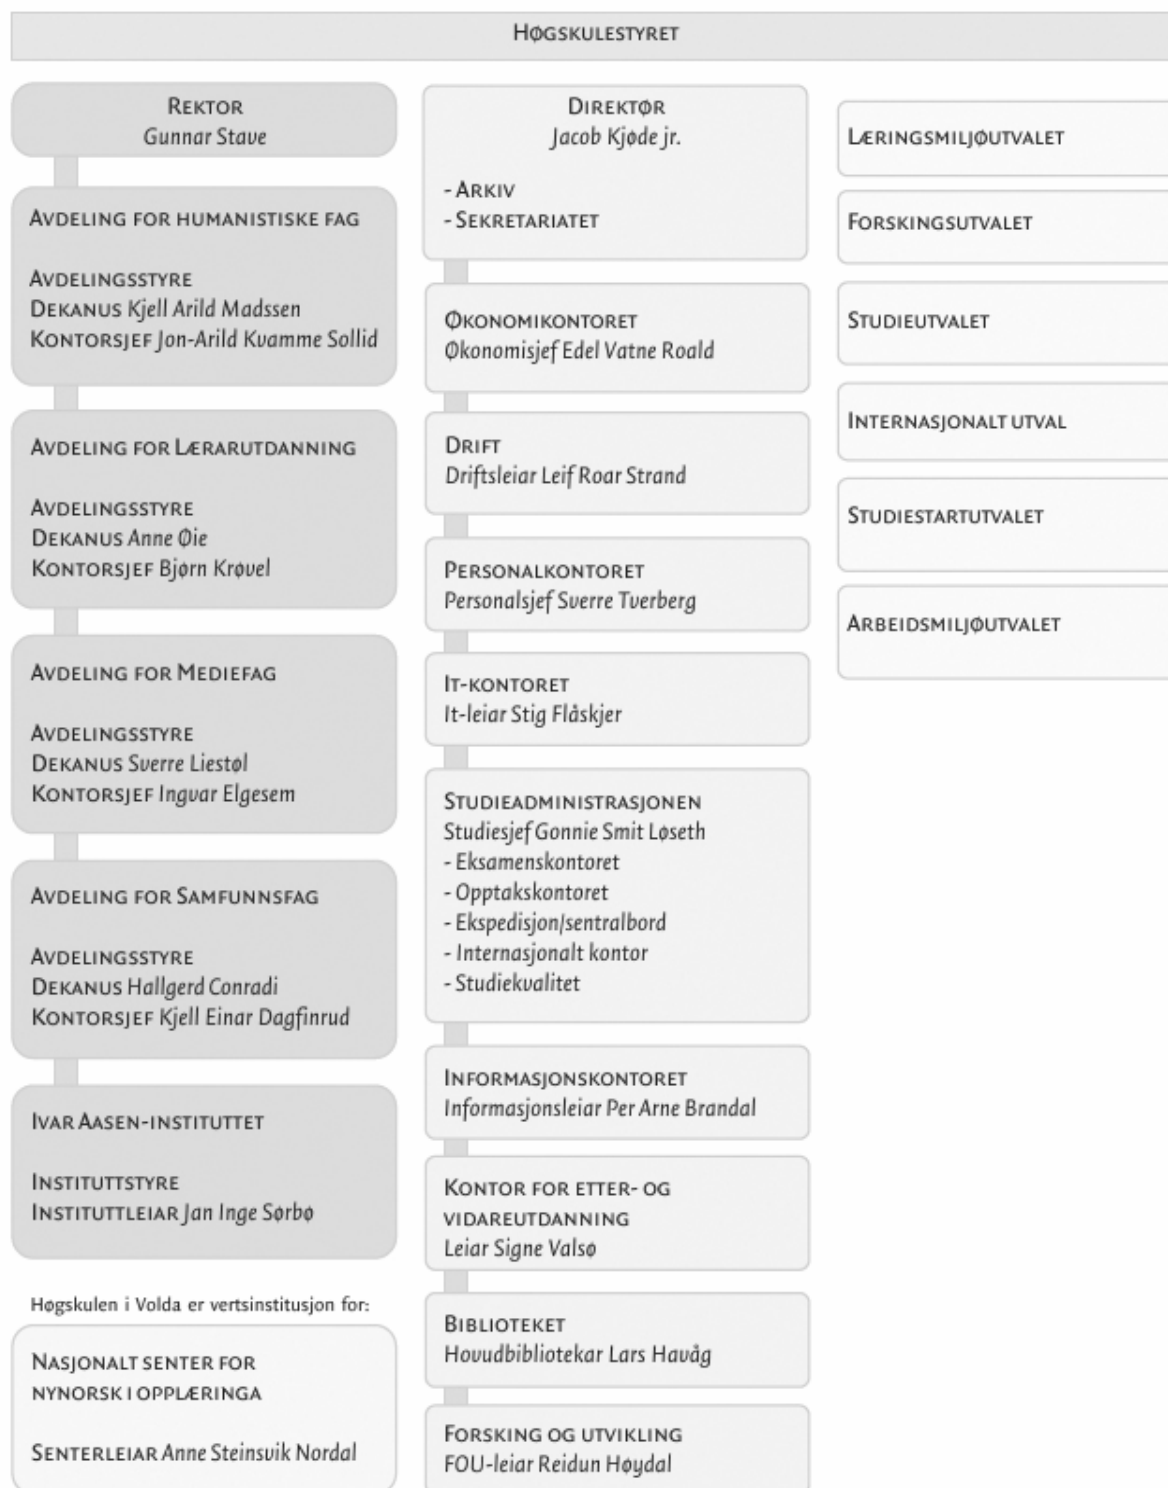 Høgskulestyret
Rektor
Gunnar Stave
Avdeling for humanistiske fag
Avdelingsstyre
Dekanus Kjell Arild Madssen
Kontorsjef Jon-Arild Kvamme Sollid
Avdeling for Lærarutdanning
Avdelingsstyre
Dekanus Anne Øie
Kontorsjef Bjørn Krøvel
Avdeling for Mediefag
Avdelingsstyre
Dekanus Sverre Liestøl
Kontorsjef Ingvar Elgesem
Avdeling for Samfunnsfag
Avdelingsstyre
Dekanus Hallgerd Conradi
Kontorsjef Kjell Einar Dagfinrud
Ivar Aasen-instituttet
Instituttstyre
Instituttleiar Jan Inge Sørbø
Høgskulen i Volda er vertsinstitusjon for:
Nasjonalt senter for
nynorsk i opplæringa
Senterleiar Anne Steinsvik Nordal
Direktør
Jacob Kjøde jr.
- Arkiv
- Sekretariatet
Økonomikontoret
Økonomisjef Edel Vatne Roald
Drift
Driftsleiar Leif Roar Strand
Personalkontoret
Personalsjef Sverre Tverberg
It-kontoret
It-leiar Stig Flåskjer
Studieadministrasjonen
Studiesjef Gonnie Smit Løseth
- Eksamenskontoret
- Opptakskontoret
- Ekspedisjon/sentralbord
- Internasjonalt kontor
- Studiekvalitet
Informasjonskontoret
Informasjonsleiar Per Arne Brandal
Kontor for etter- og
vidareutdanning
Leiar Signe Valsø
Biblioteket
Hovudbibliotekar Lars Havåg
Forsking og utvikling
FOU-leiar Reidun Høydal
Læringsmiljøutvalet
Forskingsutvalet
Studieutvalet
Internasjonalt utval
Studiestartutvalet
Arbeidsmiljøutvalet